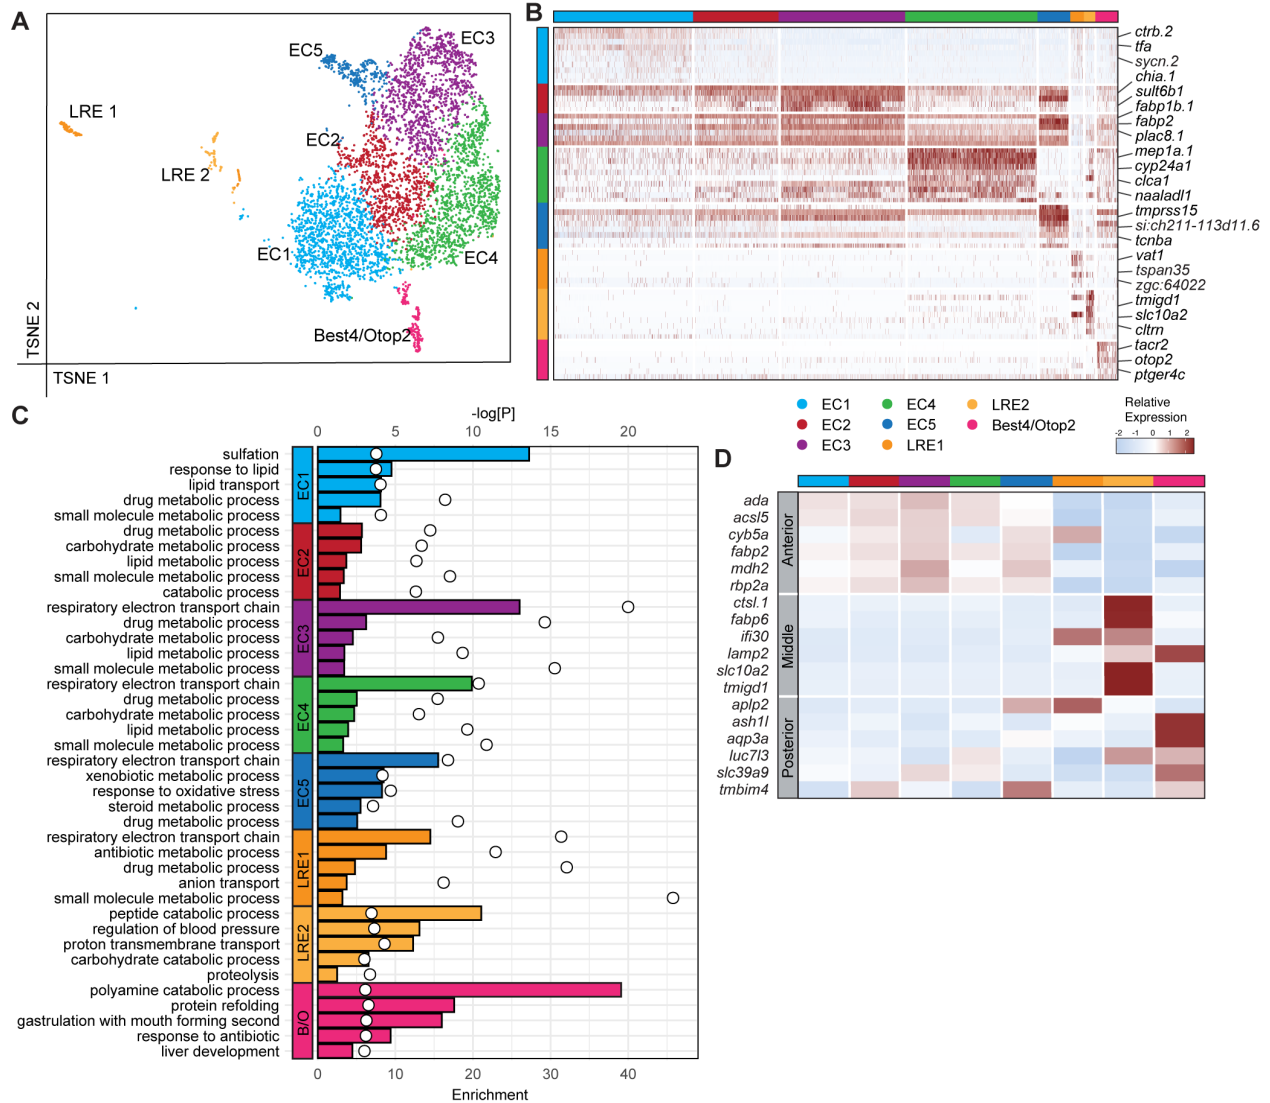 A
EC5
EC3
LRE 1
EC2
LRE 2
EC1
EC4
Best4/Otop2
TSNE 2
TSNE 1
B
ctrb.2
tfa
sycn.2
chia.1
sult6b1
fabp1b.1
fabp2
plac8.1
mep1a.1
cyp24a1
clca1
naaladl1
tmprss15
si:ch211-113d11.6
tcnba
vat1
tspan35
zgc:64022
tmigd1
slc10a2
cltrn
tacr2
otop2
ptger4c
EC1
EC2
EC3
EC4
EC5
LRE1
LRE2
Best4/Otop2
Relative
Expression
-2 -1 0 1 2
C
-log[P]
0 5 10 15 20
EC1
sulfation
response to lipid
lipid transport
drug metabolic process
small molecule metabolic process
EC2
drug metabolic process
carbohydrate metabolic process
lipid metabolic process
small molecule metabolic process
catabolic process
EC3
respiratory electron transport chain
drug metabolic process
carbohydrate metabolic process
lipid metabolic process
small molecule metabolic process
EC4
respiratory electron transport chain
drug metabolic process
carbohydrate metabolic process
lipid metabolic process
small molecule metabolic process
EC5
respiratory electron transport chain
xenobiotic metabolic process
response to oxidative stress
steroid metabolic process
drug metabolic process
LRE1
respiratory electron transport chain
antibiotic metabolic process
drug metabolic process
anion transport
small molecule metabolic process
LRE2
peptide catabolic process
regulation of blood pressure
proton transmembrane transport
carbohydrate catabolic process
proteolysis
B/O
polyamine catabolic process
protein refolding
gastrulation with mouth forming second
response to antibiotic
liver development
0 10 20 30 40
Enrichment
D
Anterior
ada
acsl5
cyb5a
fabp2
mdh2
rbp2a
Middle
ctsl.1
fabp6
ifi30
lamp2
slc10a2
tmigd1
Posterior
aplp2
ash1l
aqp3a
luc7l3
slc39a9
tmbim4